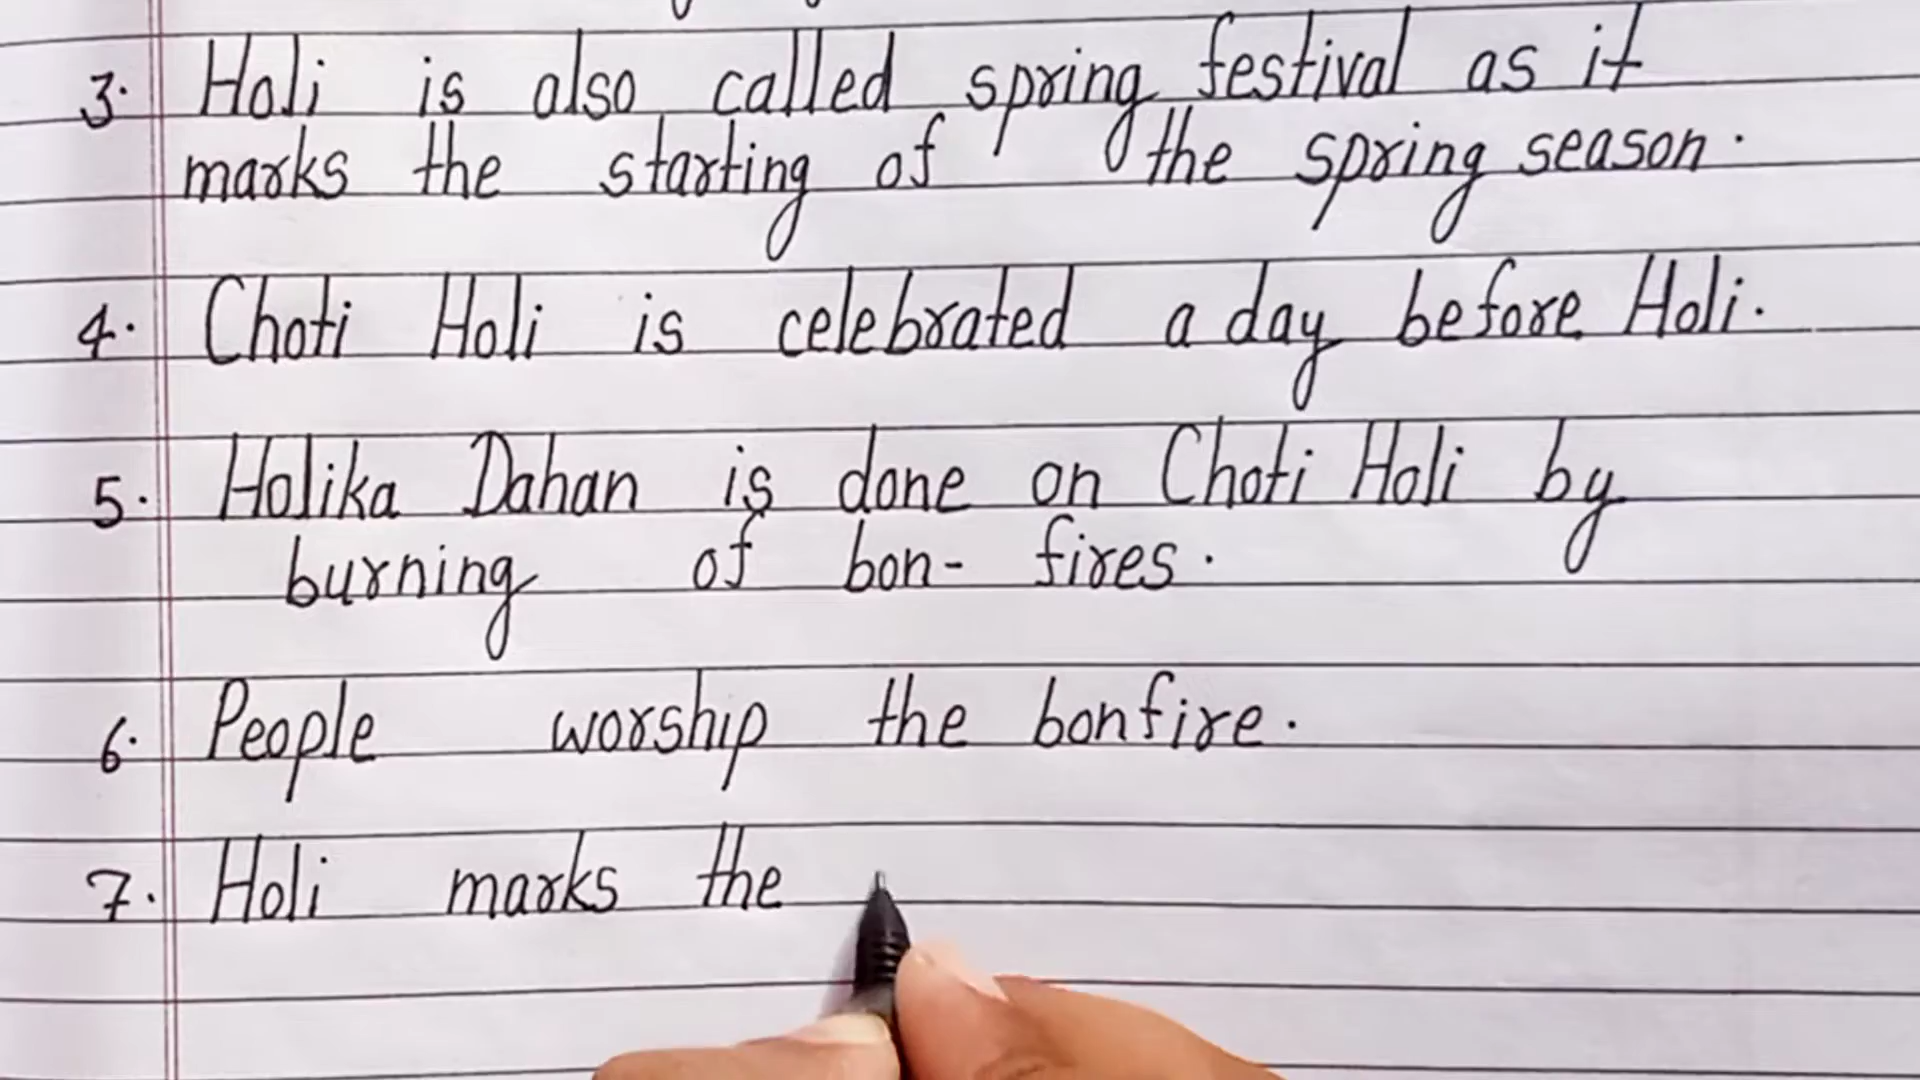 3. Holi is also called spring festival as it
marks the starting of the spring season.
4. Choti Holi is celebrated a day before Holi.
5. Holika Dahan is done on Choti Holi by
burning of bon- fires.
6. People worship the bonfire.
7. Holi marks the